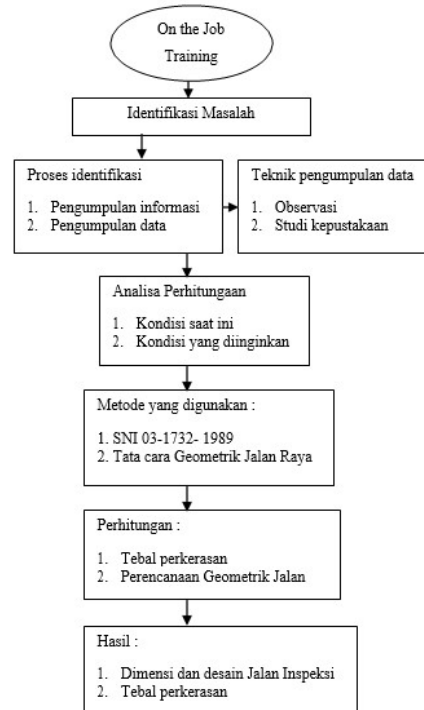 On the Job
Training
Identifikasi Masalah
Proses identifikasi
1. Pengumpulan informasi
2. Pengumpulan data
Teknik pengumpulan data
1. Observasi
2. Studi kepustakaan
Analisa Perhitungaan
1. Kondisi saat ini
2. Kondisi yang diinginkan
Metode yang digunakan :
1. SNI 03-1732- 1989
2. Tata cara Geometrik Jalan Raya
Perhitungan :
1. Tebal perkerasan
2. Perencanaan Geometrik Jalan
Hasil :
1. Dimensi dan desain Jalan Inspeksi
2. Tebal perkerasan